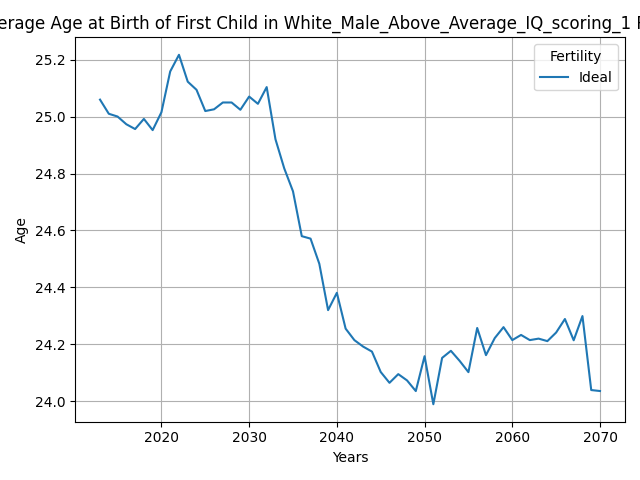 erage Age at Birth of First Child in White_Male_Above_Average_IQ_scoring_1
Fertility
Ideal
25.2
25.0
24.8
24.6
24.4
24.2
24.0
Age
2020 2030 2040 2050 2060 2070
Years